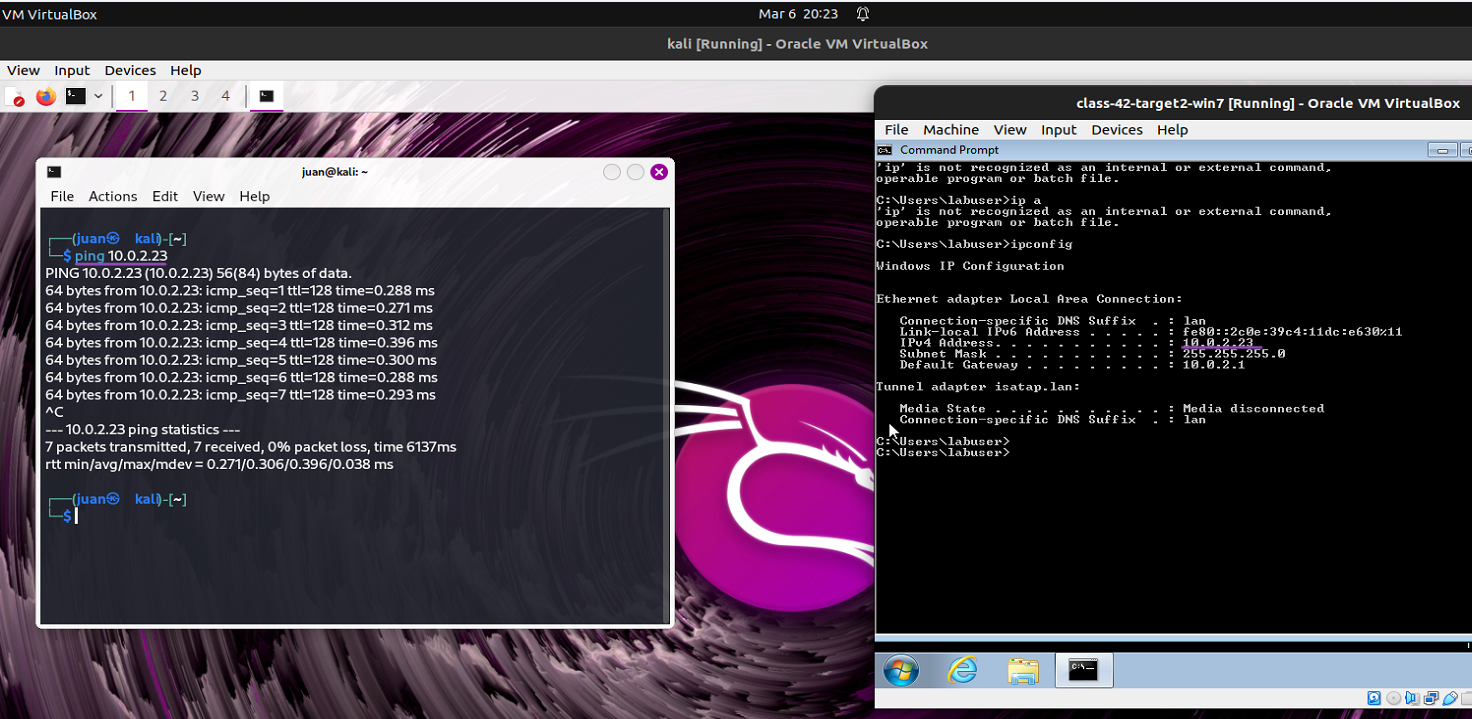 VM VirtualBox
Mar 6 20:23
kali [Running] - Oracle VM VirtualBox
View Input Devices Help
1 2 3 4
juan@kali: ~
File Actions Edit View Help
┌──(juan㉿ kali)-[~]
└─$ ping 10.0.2.23
PING 10.0.2.23 (10.0.2.23) 56(84) bytes of data.
64 bytes from 10.0.2.23: icmp_seq=1 ttl=128 time=0.288 ms
64 bytes from 10.0.2.23: icmp_seq=2 ttl=128 time=0.271 ms
64 bytes from 10.0.2.23: icmp_seq=3 ttl=128 time=0.312 ms
64 bytes from 10.0.2.23: icmp_seq=4 ttl=128 time=0.396 ms
64 bytes from 10.0.2.23: icmp_seq=5 ttl=128 time=0.300 ms
64 bytes from 10.0.2.23: icmp_seq=6 ttl=128 time=0.288 ms
64 bytes from 10.0.2.23: icmp_seq=7 ttl=128 time=0.293 ms
^C
--- 10.0.2.23 ping statistics ---
7 packets transmitted, 7 received, 0% packet loss, time 6137ms
rtt min/avg/max/mdev = 0.271/0.306/0.396/0.038 ms
┌──(juan㉿ kali)-[~]
└─$
class-42-target2-win7 [Running] - Oracle VM VirtualBox
File Machine View Input Devices Help
Command Prompt
'ip' is not recognized as an internal or external command,
operable program or batch file.
C:\Users\labuser>ip a
'ip' is not recognized as an internal or external command,
operable program or batch file.
C:\Users\labuser>ipconfig
Windows IP Configuration
Ethernet adapter Local Area Connection:
Connection-specific DNS Suffix . : lan
Link-local IPv6 Address . . . . . : fe80::2c0e:39c4:11dc:e630%11
IPv4 Address. . . . . . . . . . . : 10.0.2.23
Subnet Mask . . . . . . . . . . . : 255.255.255.0
Default Gateway . . . . . . . . . : 10.0.2.1
Tunnel adapter isatap.lan:
Media State . . . . . . . . . . . : Media disconnected
Connection-specific DNS Suffix . : lan
C:\Users\labuser>
C:\Users\labuser>